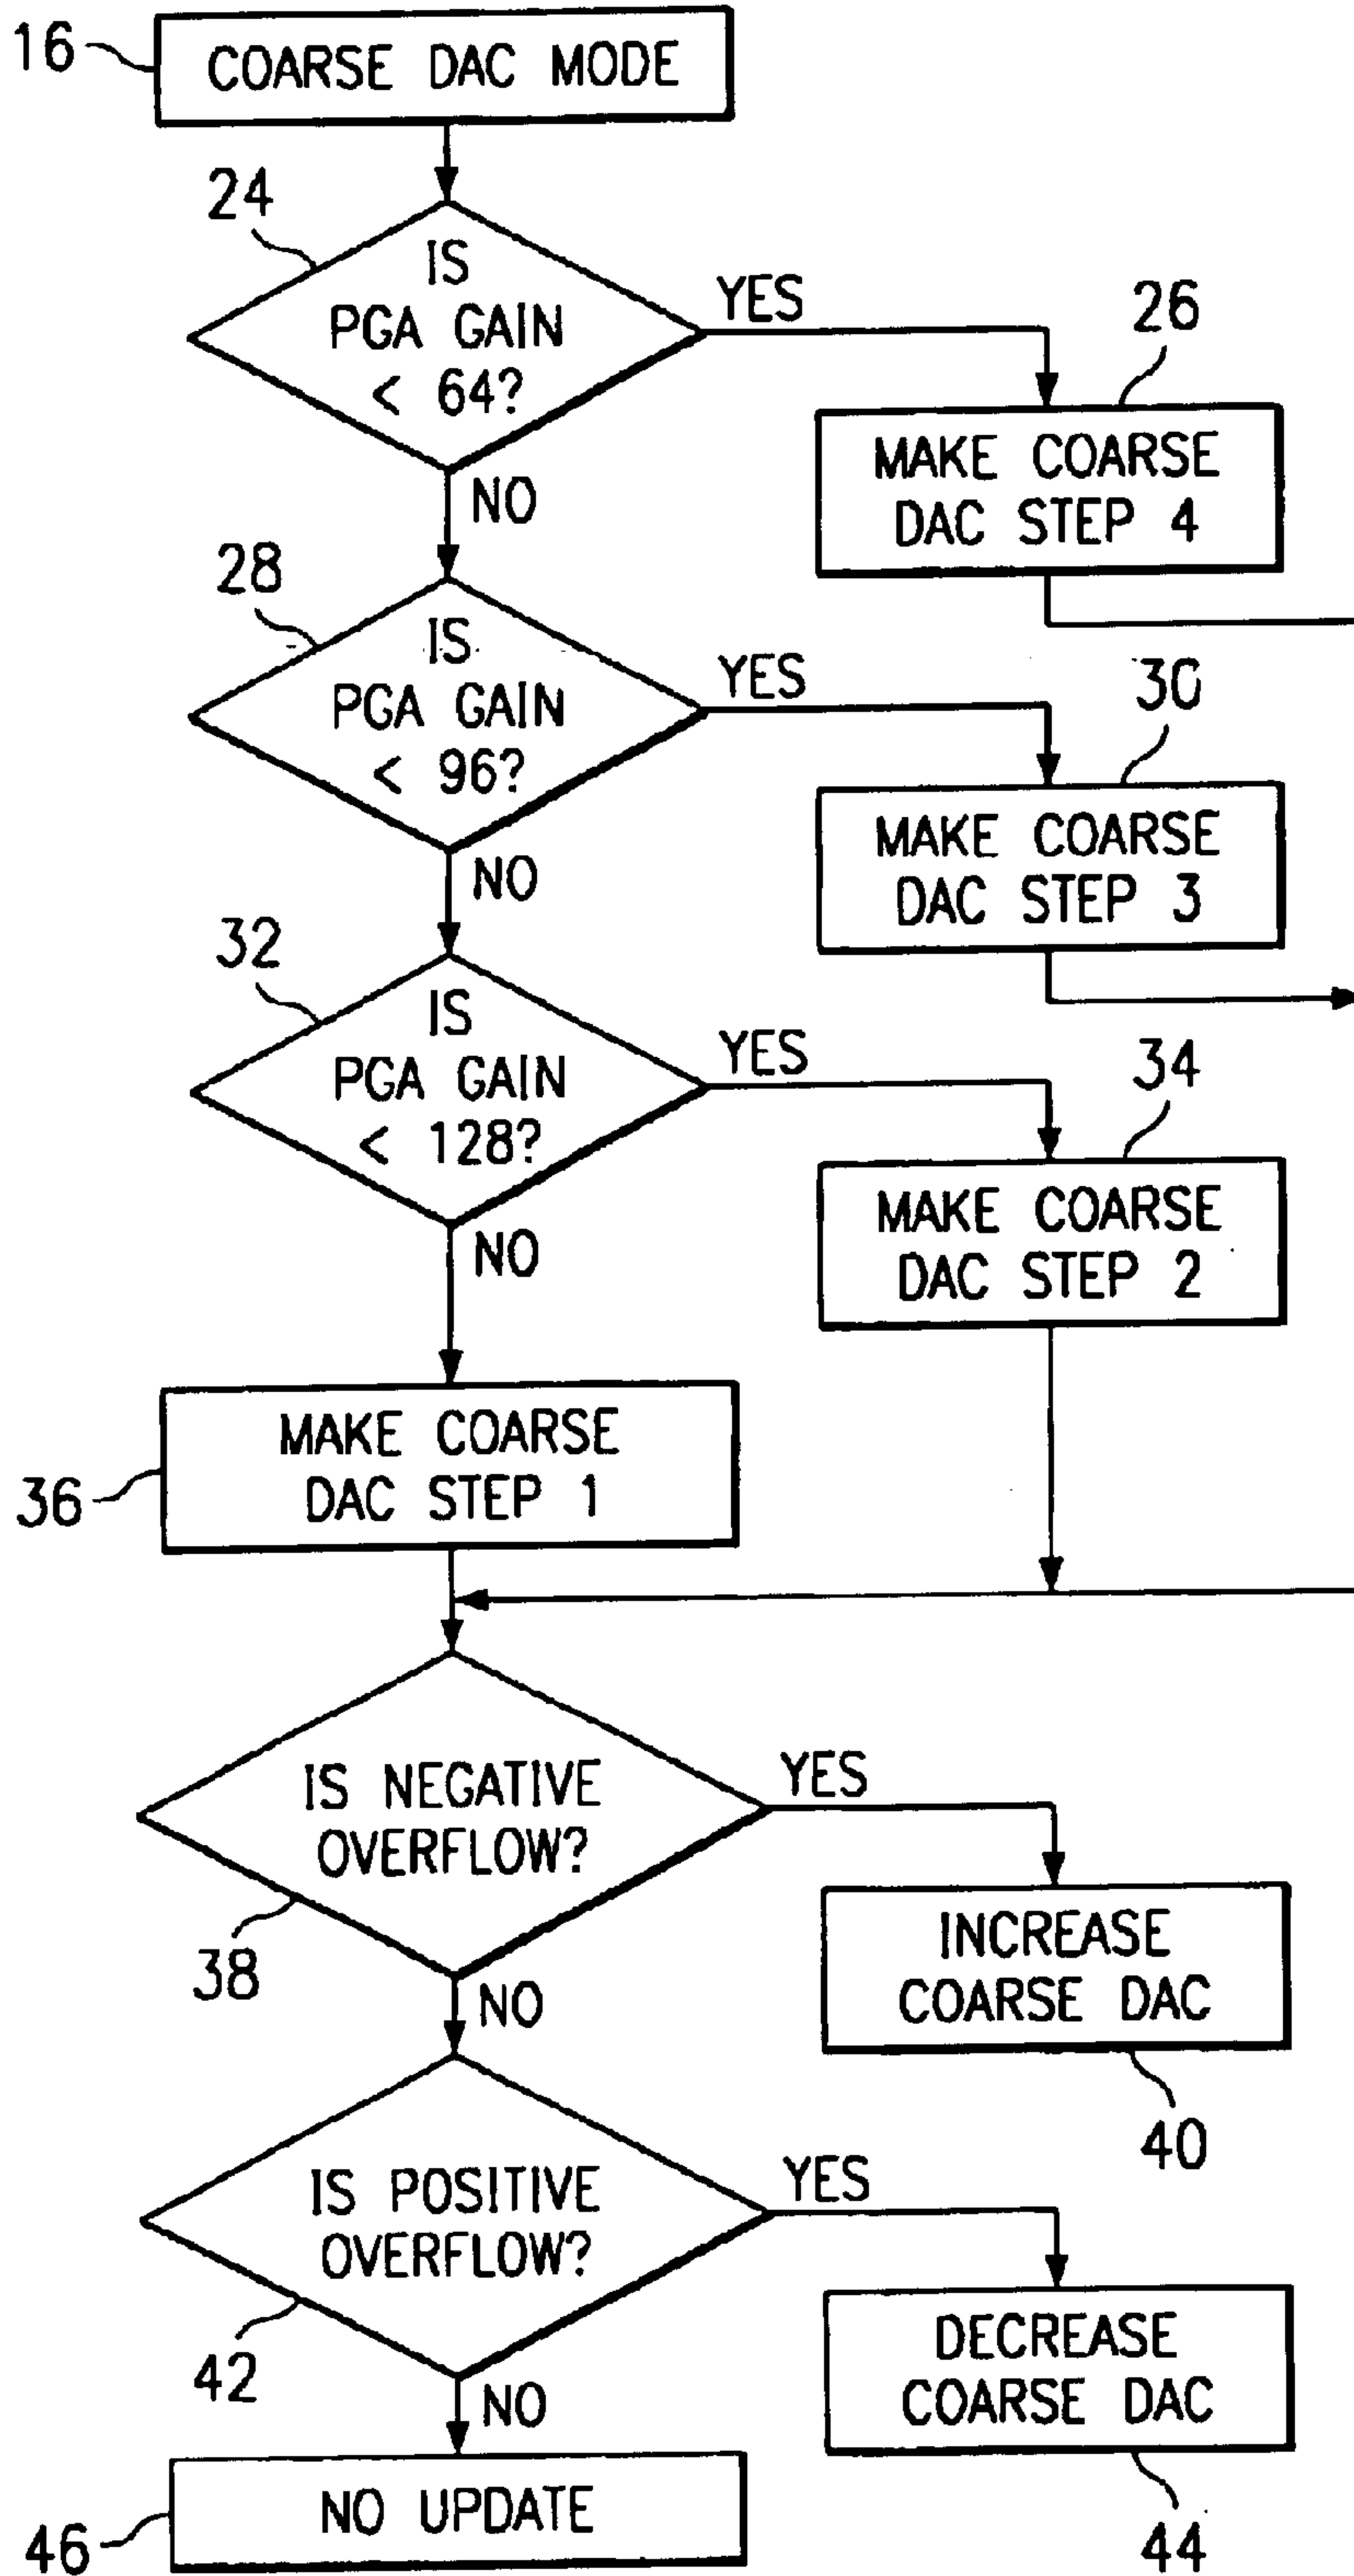 16
COARSE DAC MODE
24
IS
PGA GAIN
< 64?
YES
NO
26
MAKE COARSE
DAC STEP 4
28
IS
PGA GAIN
< 96?
YES
NO
30
MAKE COARSE
DAC STEP 3
32
IS
PGA GAIN
< 128?
YES
NO
34
MAKE COARSE
DAC STEP 2
36
MAKE COARSE
DAC STEP 1
IS NEGATIVE
OVERFLOW?
YES
38
NO
INCREASE
COARSE DAC
40
IS POSITIVE
OVERFLOW?
YES
42
NO
DECREASE
COARSE DAC
44
46
NO UPDATE